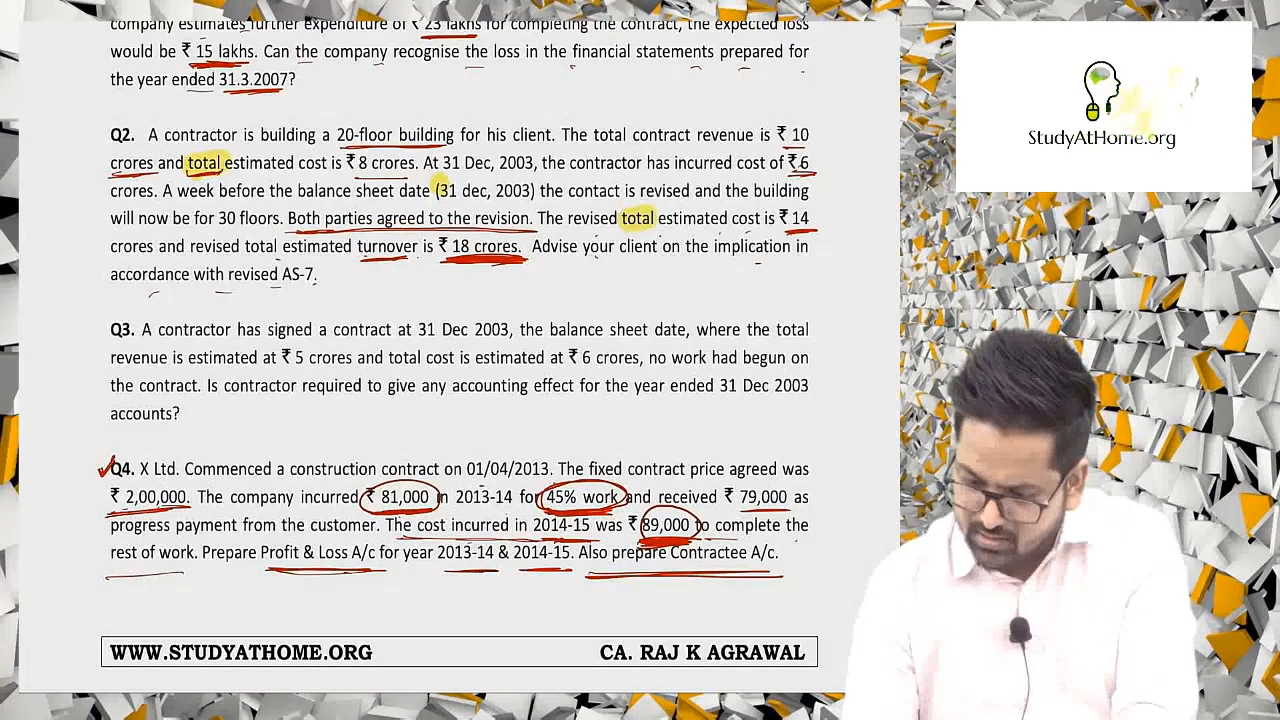 company estimates further expenditure of ₹ 23 lakhs for completing the contract, the expected loss
would be ₹ 15 lakhs. Can the company recognise the loss in the financial statements prepared for
the year ended 31.3.2007?
Q2. A contractor is building a 20-floor building for his client. The total contract revenue is ₹ 10
crores and total estimated cost is ₹ 8 crores. At 31 Dec, 2003, the contractor has incurred cost of ₹ 6
crores. A week before the balance sheet date (31 dec, 2003) the contact is revised and the building
will now be for 30 floors. Both parties agreed to the revision. The revised total estimated cost is ₹ 14
crores and revised total estimated turnover is ₹ 18 crores. Advise your client on the implication in
accordance with revised AS-7.
Q3. A contractor has signed a contract at 31 Dec 2003, the balance sheet date, where the total
revenue is estimated at ₹ 5 crores and total cost is estimated at ₹ 6 crores, no work had begun on
the contract. Is contractor required to give any accounting effect for the year ended 31 Dec 2003
accounts?
Q4. X Ltd. Commenced a construction contract on 01/04/2013. The fixed contract price agreed was
₹ 2,00,000. The company incurred ₹ 81,000 in 2013-14 for 45% work and received ₹ 79,000 as
progress payment from the customer. The cost incurred in 2014-15 was ₹ 89,000 to complete the
rest of work. Prepare Profit & Loss A/c for year 2013-14 & 2014-15. Also prepare Contractee A/c.
WWW.STUDYATHOME.ORG CA. RAJ K AGRAWAL
StudyAtHome.org